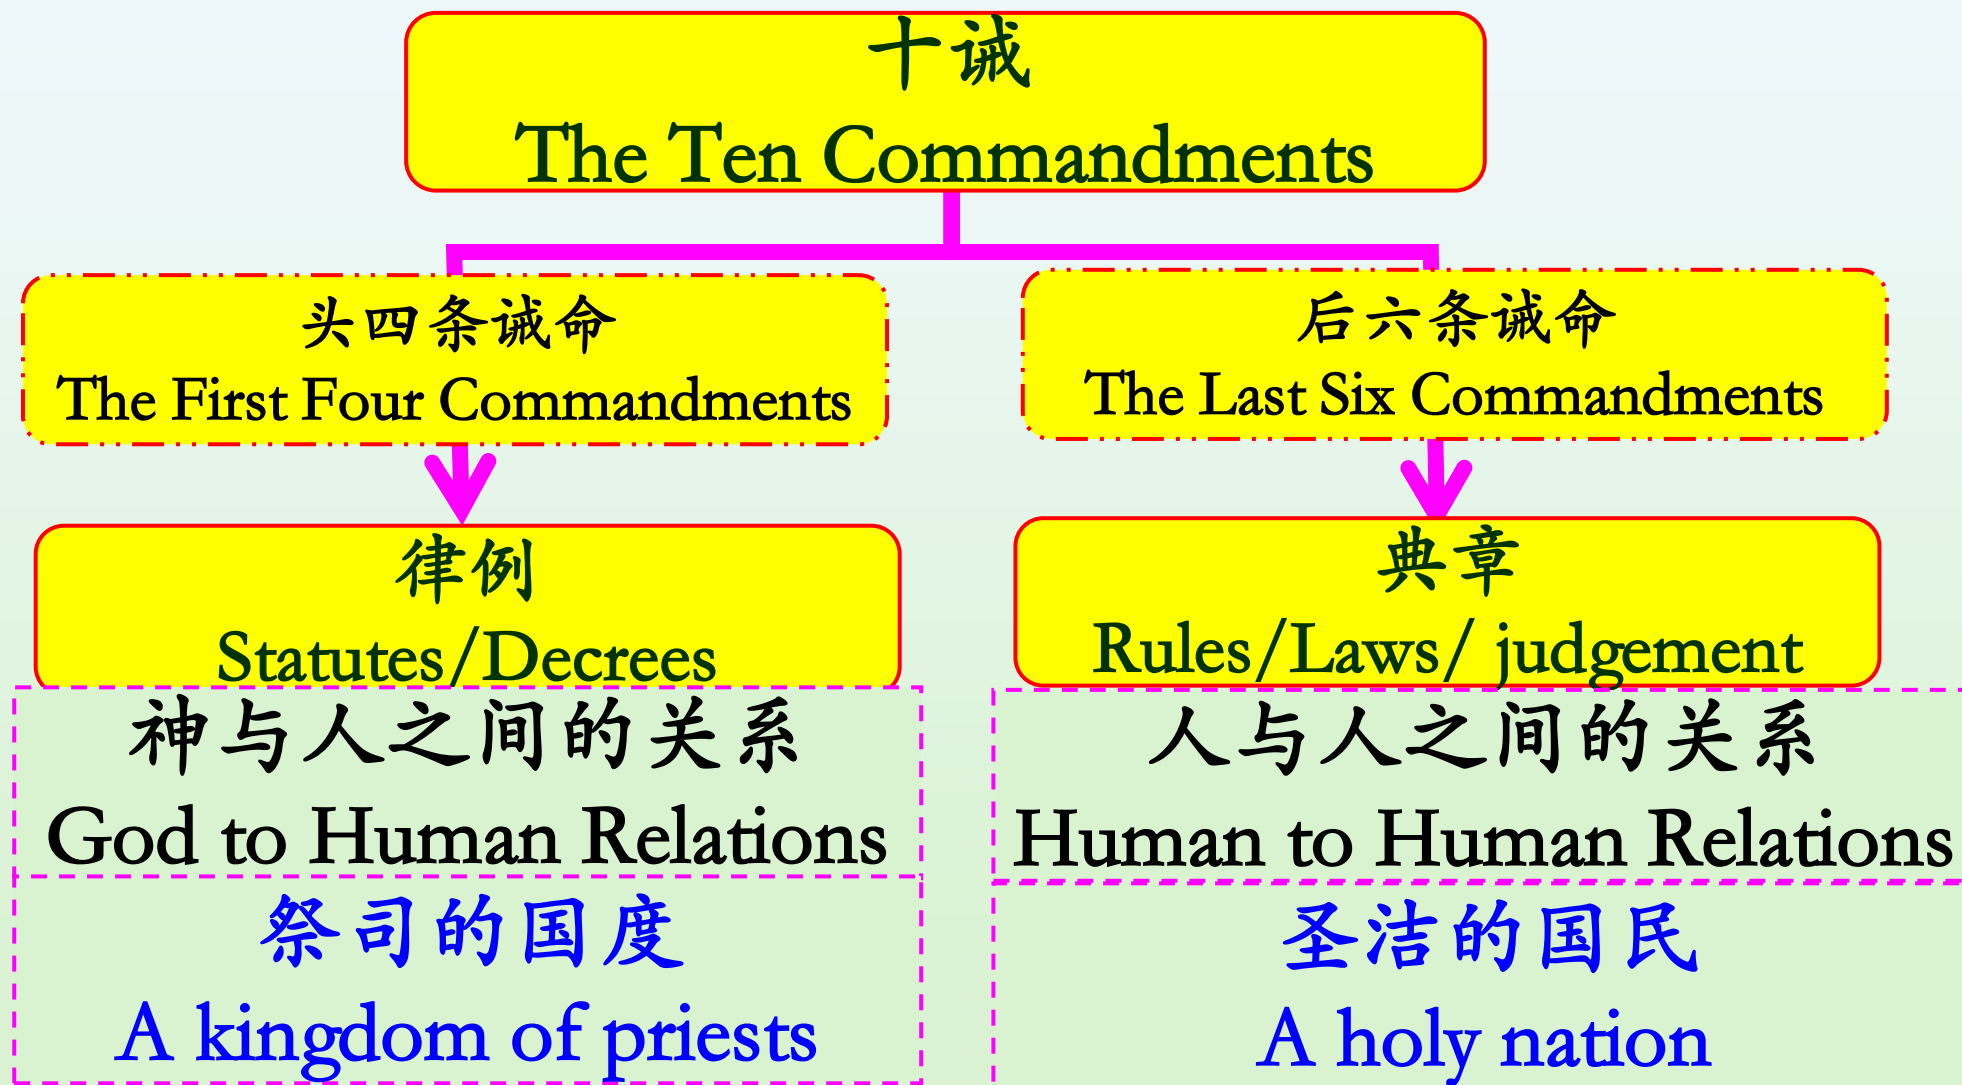 十诫
The Ten Commandments
头四条诫命
The First Four Commandments
后六条诫命
The Last Six Commandments
律例
Statutes/Decrees
典章
Rules/Laws/ judgement
神与人之间的关系
God to Human Relations
人与人之间的关系
Human to Human Relations
祭司的国度
A kingdom of priests
圣洁的国民
A holy nation